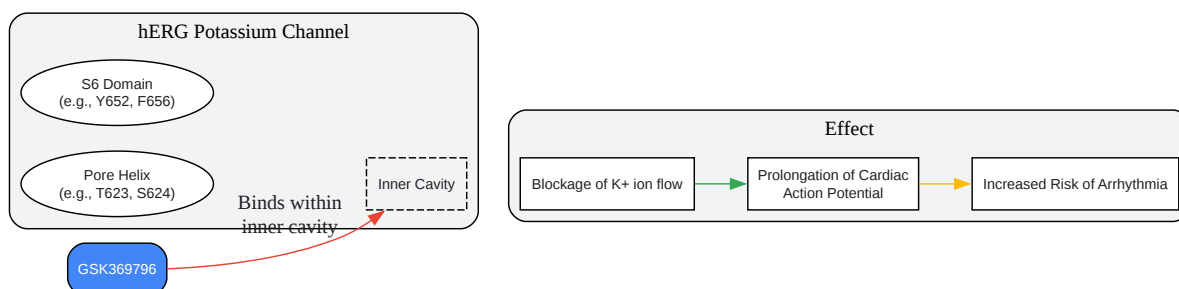 hERG Potassium Channel
S6 Domain
(e.g., Y652, F656)
Pore Helix
(e.g., T623, S624)
Inner Cavity
Binds within
inner cavity
GSK369796
Effect
Blockage of K+ ion flow
Prolongation of Cardiac
Action Potential
Increased Risk of Arrhythmia